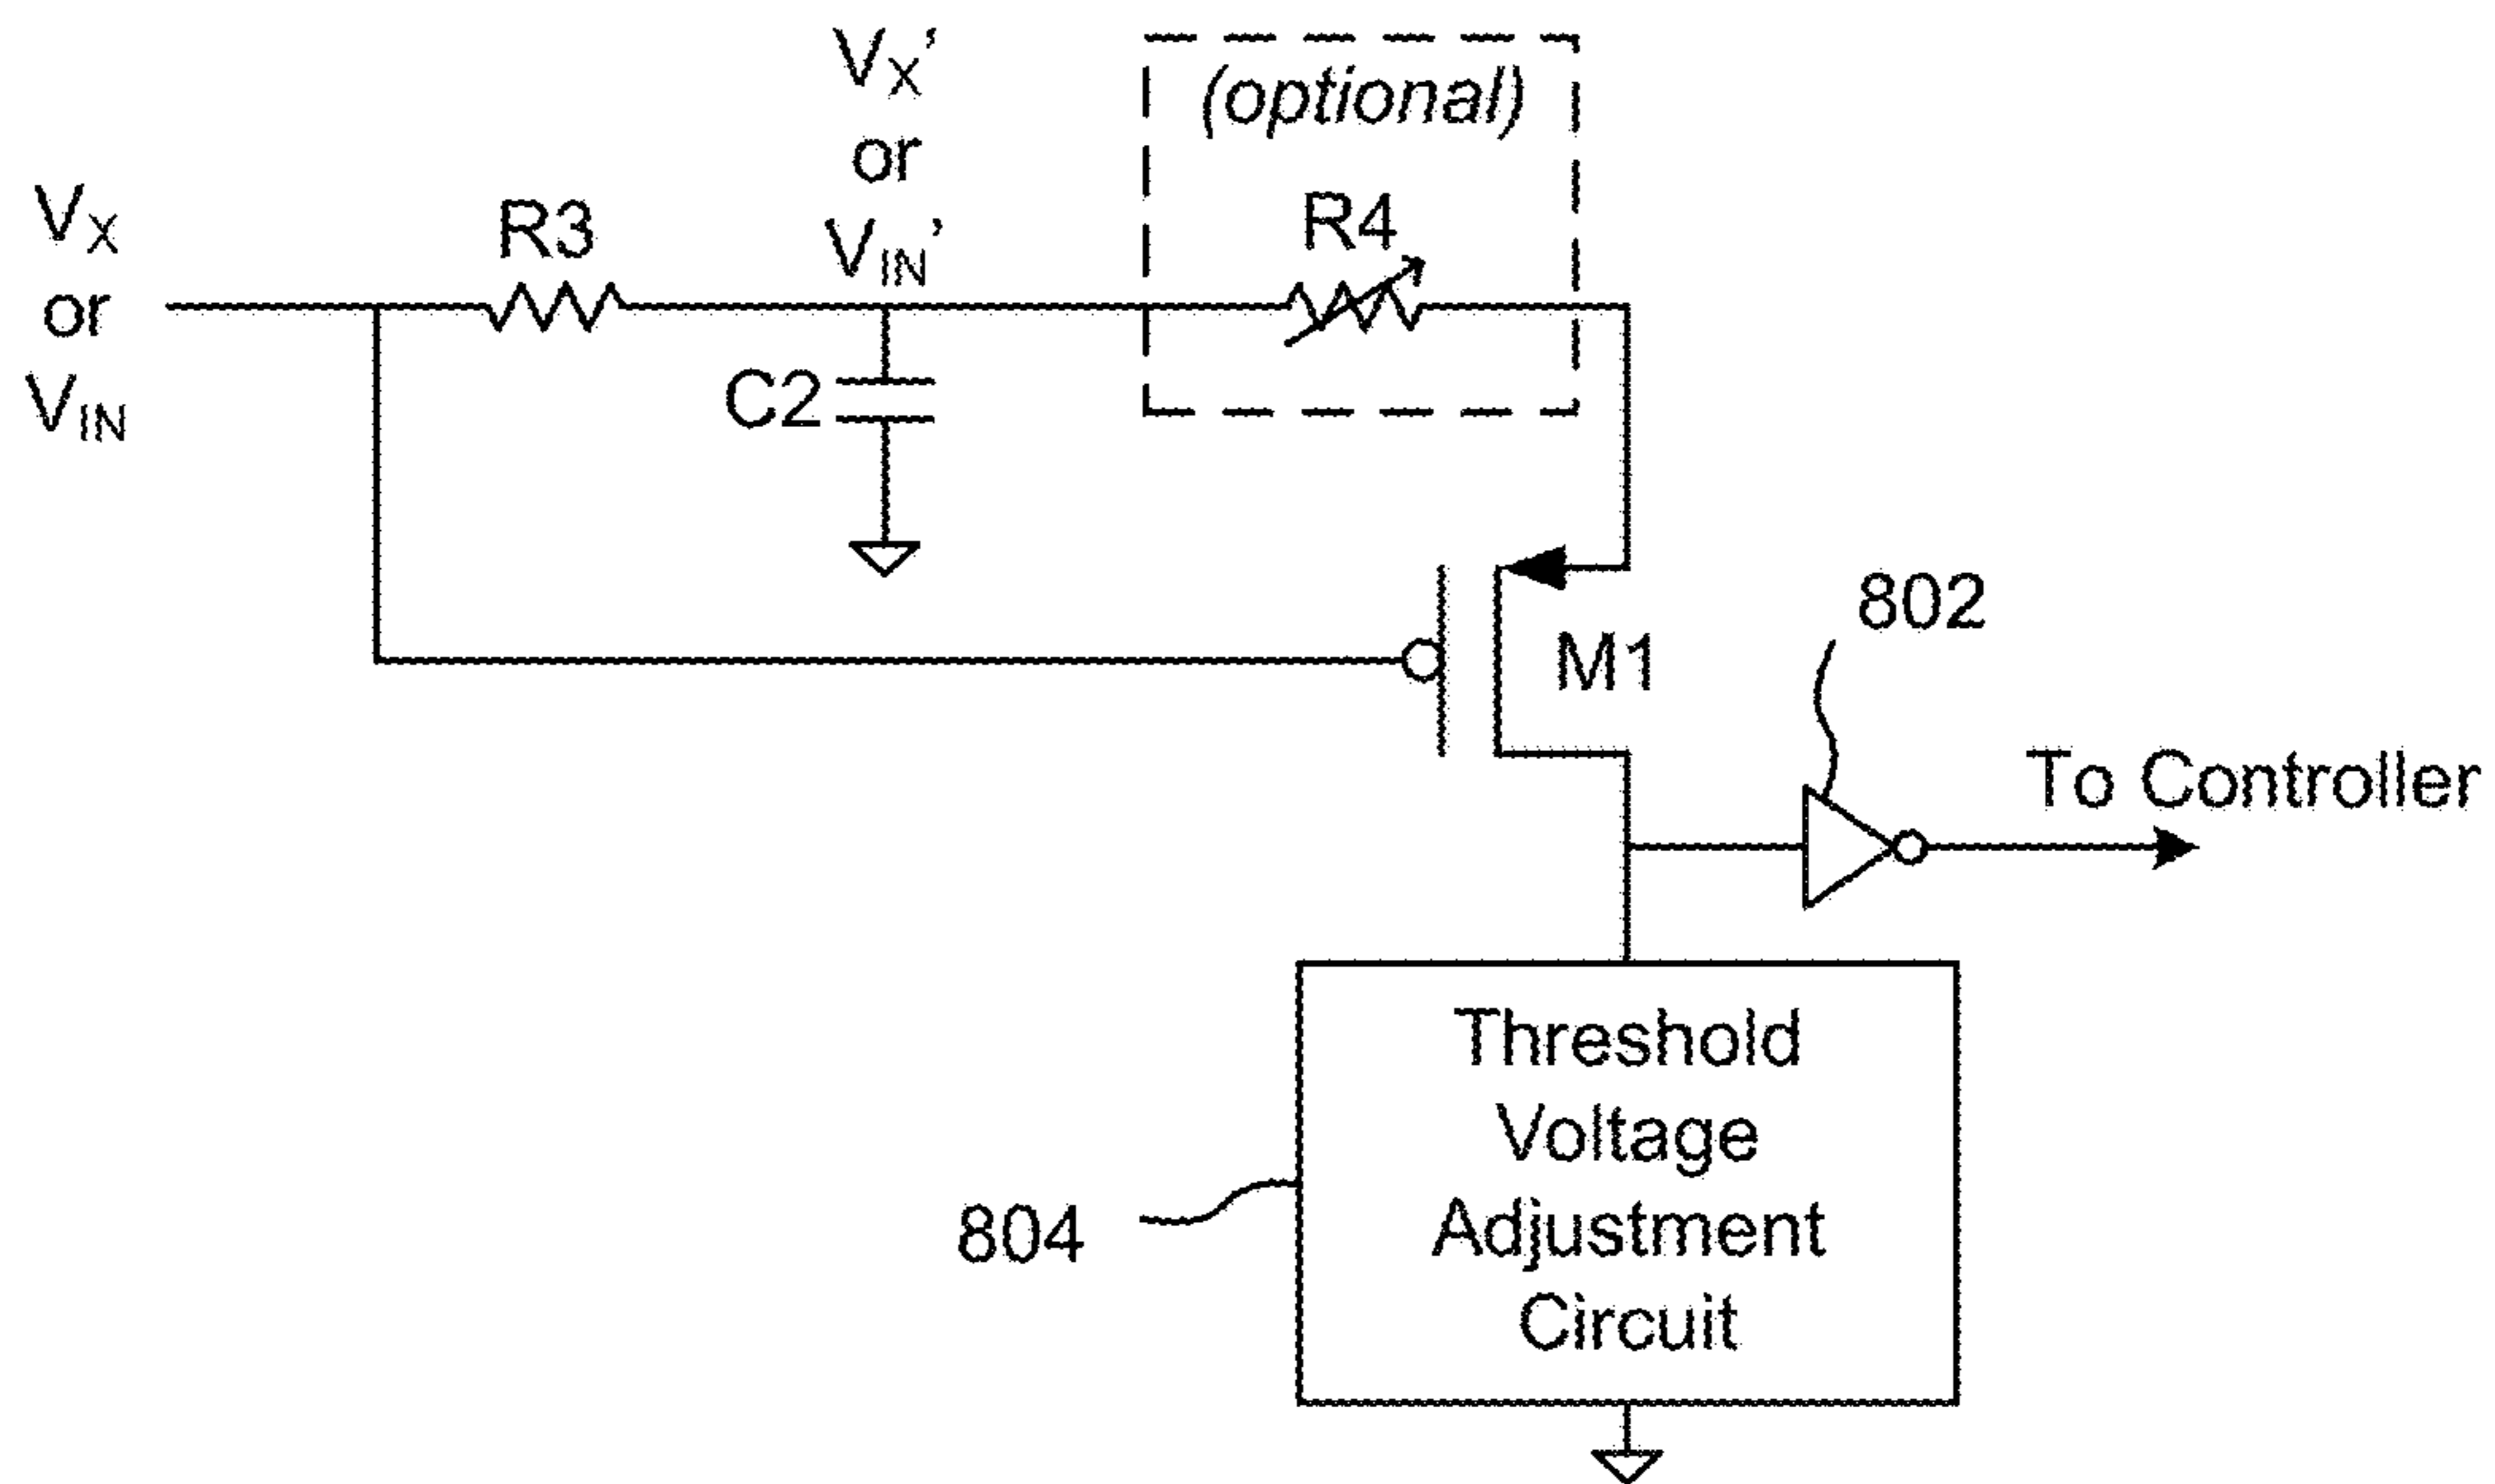 VX
or
VIN
R3
VX’
or
VIN’
C2
(optional)
R4
M1
802
To Controller
Threshold
Voltage
Adjustment
Circuit
804